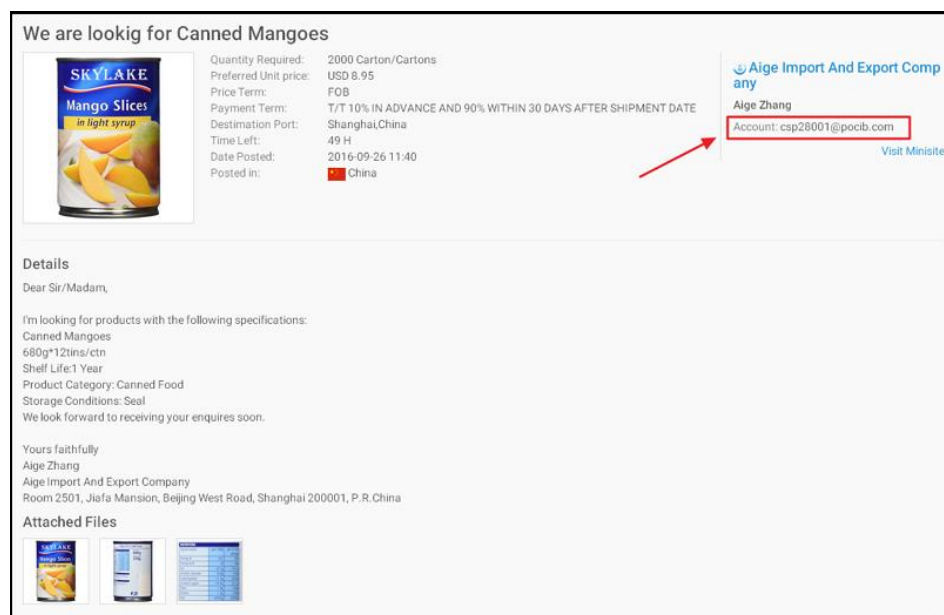 We are lookig for Canned Mangoes
SKYLAKE
Mango Slices
in light syrup
Quantity Required: 2000 Carton/Cartons
Preferred Unit price: USD 8.95
Price Term: FOB
Payment Term: T/T 10% IN ADVANCE AND 90% WITHIN 30 DAYS AFTER SHIPMENT DATE
Destimation Port: Shanghai,China
Time Left: 49 H
Date Posted: 2016-09-26 11:40
Posted in: China
Aige Import And Export Comp
any
Aige Zhang
Account: csp28001@pocib.com
Visit Minisite
Details
Dear Sir/Madam,
I'm looking for products with the following specifications:
Canned Mangoes
680g*12tins/ctn
Shelf Life:1 Year
Product Category: Canned Food
Storage Conditions: Seal
We look forward to receiving your enquires soon.
Yours faithfully
Aige Zhang
Aige Import And Export Company
Room 2501, Jiafa Mansion, Beijing West Road, Shanghai 200001, P.R.China
Attached Files
SKYLAKE
Mango Slices
in light syrup